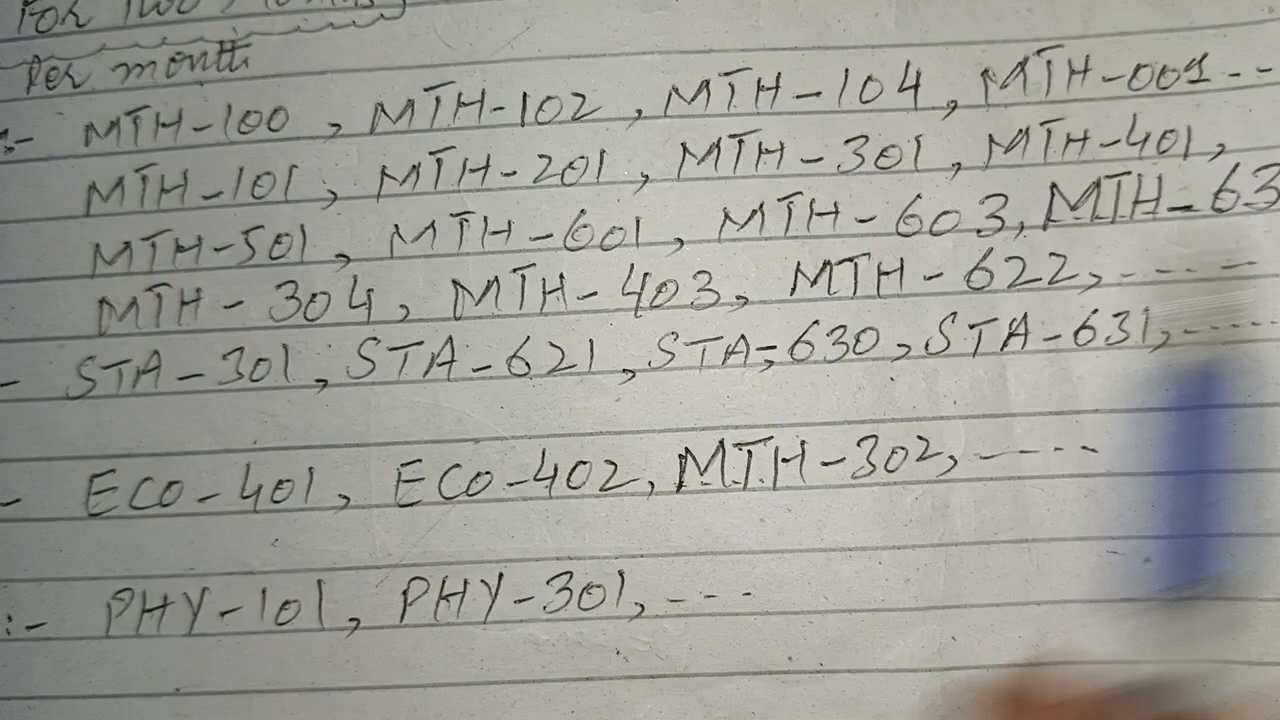 For
Per month
:- MTH-100, MTH-102, MTH-104, MTH-001--
MTH-101, MTH-201, MTH-301, MTH-401,
MTH-501, MTH-601, MTH-603, MTH-63
MTH-304, MTH-403, MTH-622, ----
- STA-301, STA-621, STA-630, STA-631, -----
- ECO-401, ECO-402, MTH-302, -----
:- PHY-101, PHY-301, ---